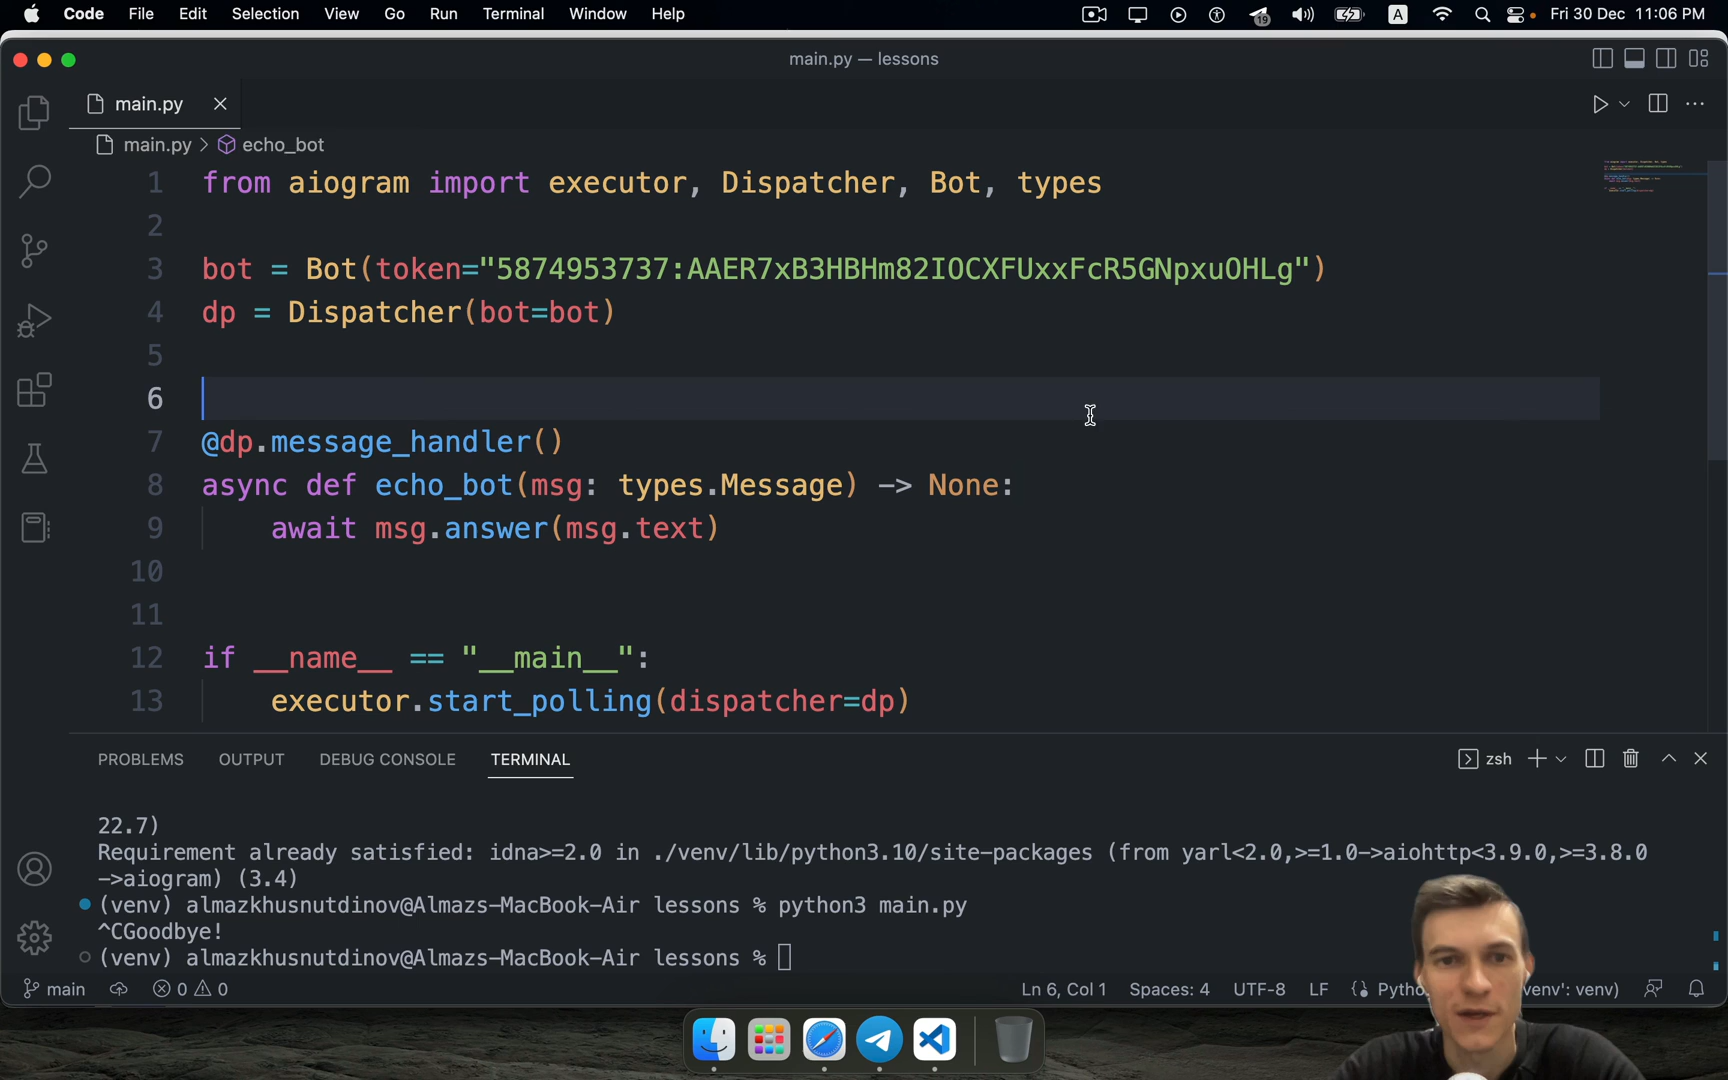 Code File Edit Selection View Go Run Terminal Window Help 19 A Fri 30 Dec 11:06 PM
main.py — lessons
main.py
main.py > echo_bot
1 from aiogram import executor, Dispatcher, Bot, types
2
3 bot = Bot(token="5874953737:AAER7xB3HBHm82IOCXFUxxFcR5GNpxuOHLg")
4 dp = Dispatcher(bot=bot)
5
6
7 @dp.message_handler()
8 async def echo_bot(msg: types.Message) -> None:
9 await msg.answer(msg.text)
10
11
12 if __name__ == "__main__":
13 executor.start_polling(dispatcher=dp)
PROBLEMS OUTPUT DEBUG CONSOLE TERMINAL zsh
22.7)
Requirement already satisfied: idna>=2.0 in ./venv/lib/python3.10/site-packages (from yarl<2.0,>=1.0->aiohttp<3.9.0,>=3.8.0
->aiogram) (3.4)
(venv) almazkhusnutdinov@Almazs-MacBook-Air lessons % python3 main.py
^CGoodbye!
(venv) almazkhusnutdinov@Almazs-MacBook-Air lessons %
main 0 0 Ln 6, Col 1 Spaces: 4 UTF-8 LF Pytho venv': venv)